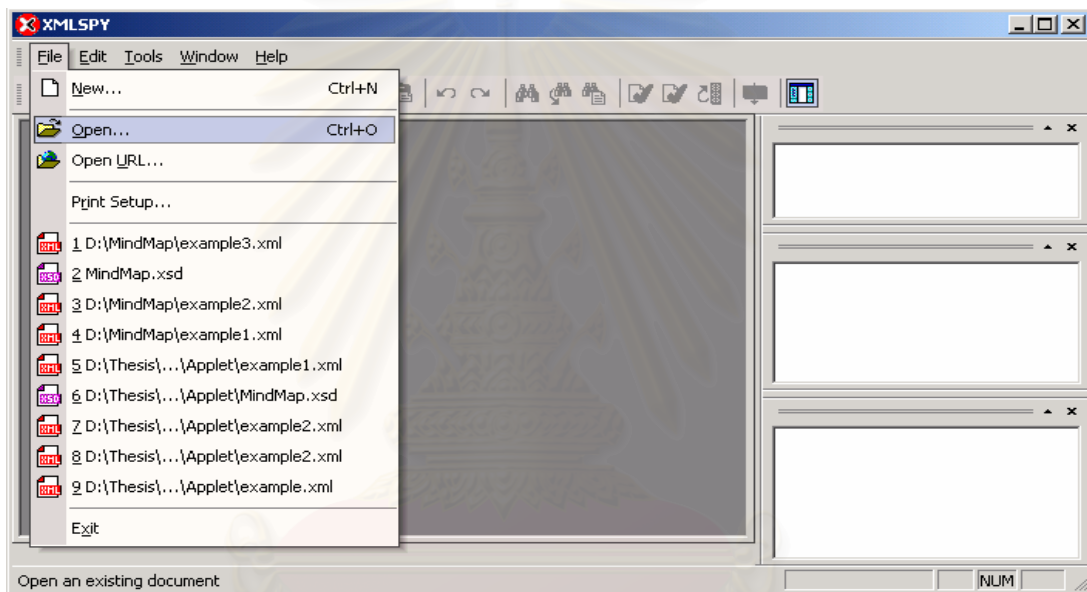 XMLSPY
File Edit Tools Window Help
New... Ctrl+N
Open... Ctrl+O
Open URL...
Print Setup...
1 D:\MindMap\example3.xml
2 MindMap.xsd
3 D:\MindMap\example2.xml
4 D:\MindMap\example1.xml
5 D:\Thesis\...\Applet\example1.xml
6 D:\Thesis\...\Applet\MindMap.xsd
7 D:\Thesis\...\Applet\example2.xml
8 D:\Thesis\...\Applet\example2.xml
9 D:\Thesis\...\Applet\example.xml
Exit
Open an existing document NUM